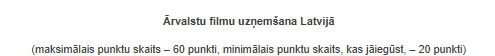 Ārvalstu filmu uzņemšana Latvijā
(maksimālais punktu skaits – 60 punkti, minimālais punktu skaits, kas jāiegūst, – 20 punkti)